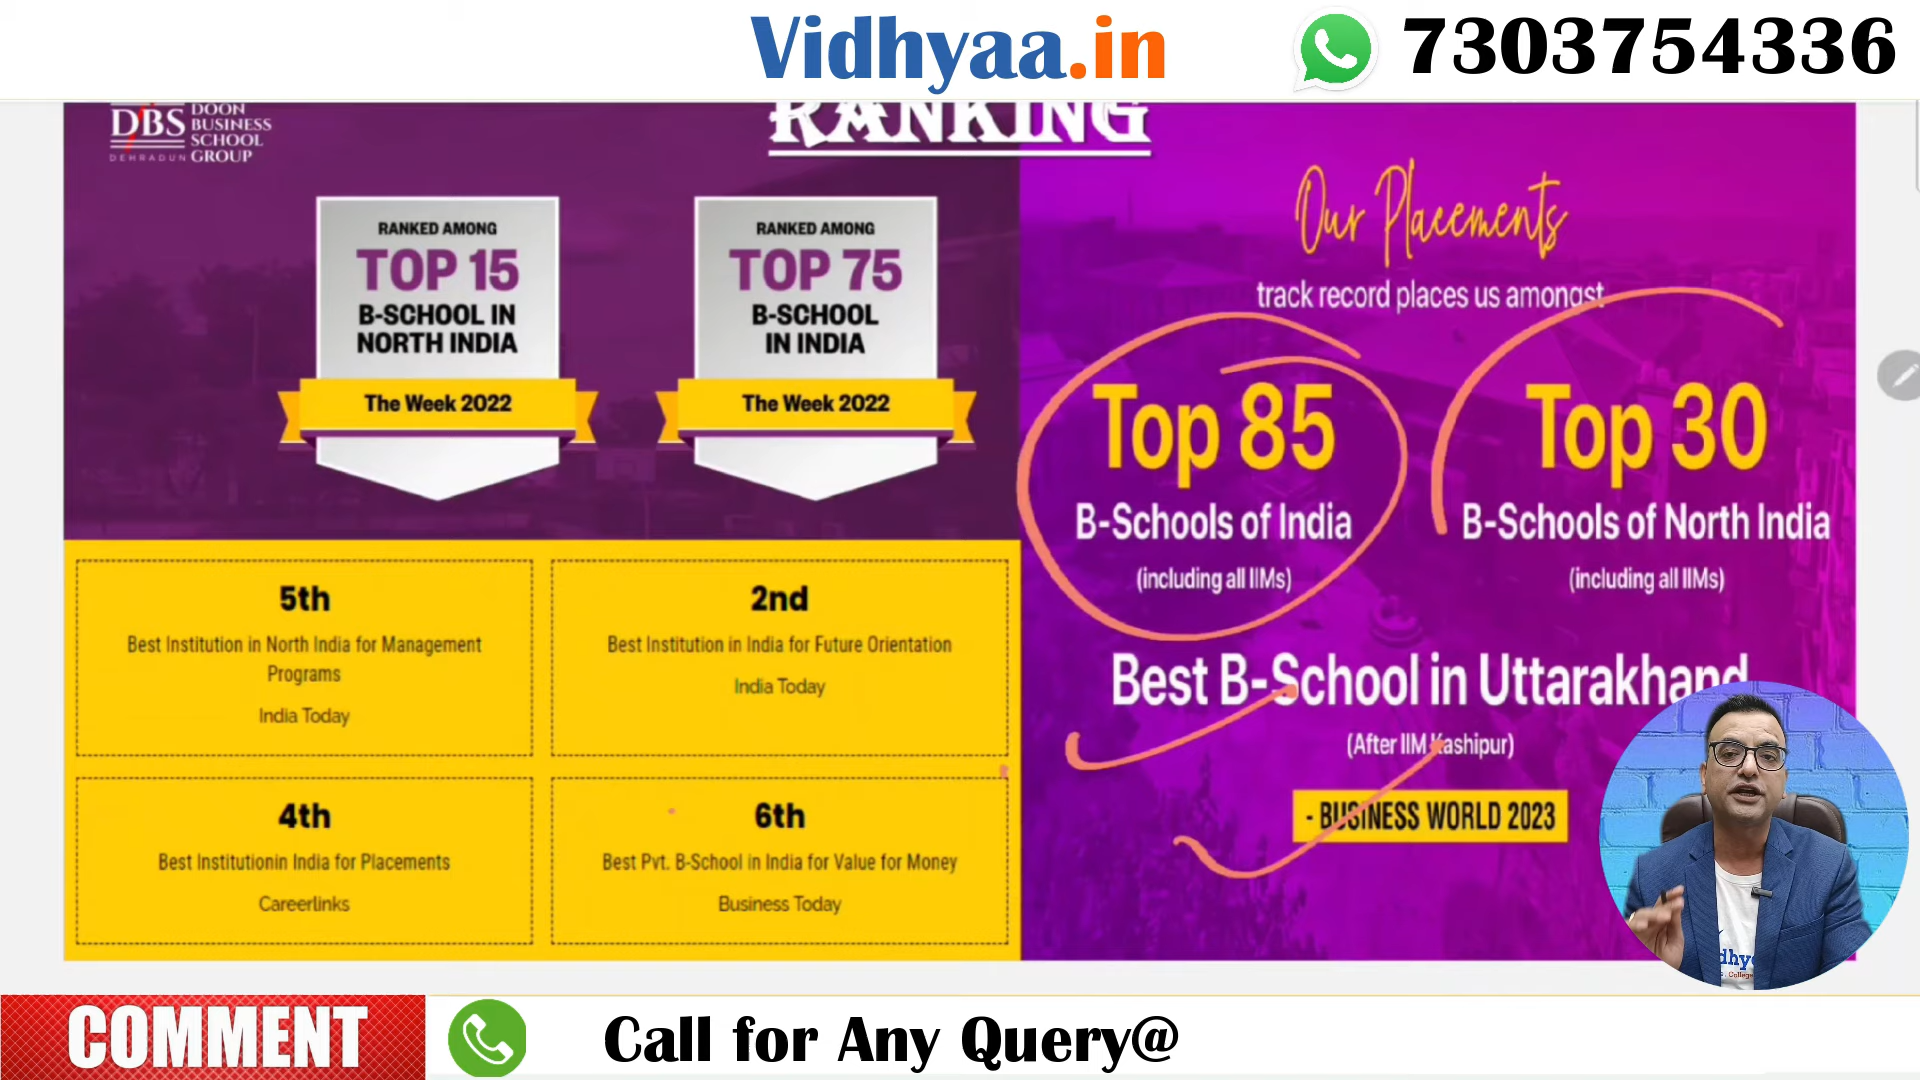 Vidhyaa.in
7303754336
DBS
DOON
BUSINESS
SCHOOL
GROUP
DEHRADUN
RANKING
RANKED AMONG
TOP 15
B-SCHOOL IN
NORTH INDIA
The Week 2022
RANKED AMONG
TOP 75
B-SCHOOL
IN INDIA
The Week 2022
5th
Best Institution in North India for Management
Programs
India Today
2nd
Best Institution in India for Future Orientation
India Today
4th
Best Institutionin India for Placements
Careerlinks
6th
Best Pvt. B-School in India for Value for Money
Business Today
Our Placements
track record places us amongst
Top 85
B-Schools of India
(including all IIMs)
Top 30
B-Schools of North India
(including all IIMs)
Best B-School in Uttarakhand
(After IIM Kashipur)
- BUSINESS WORLD 2023
COMMENT
Call for Any Query@